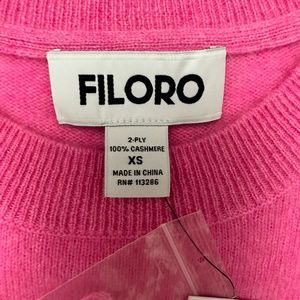 FILORO
2-PLY
100% CASHMERE
XS
MADE IN CHINA
RN# 113286